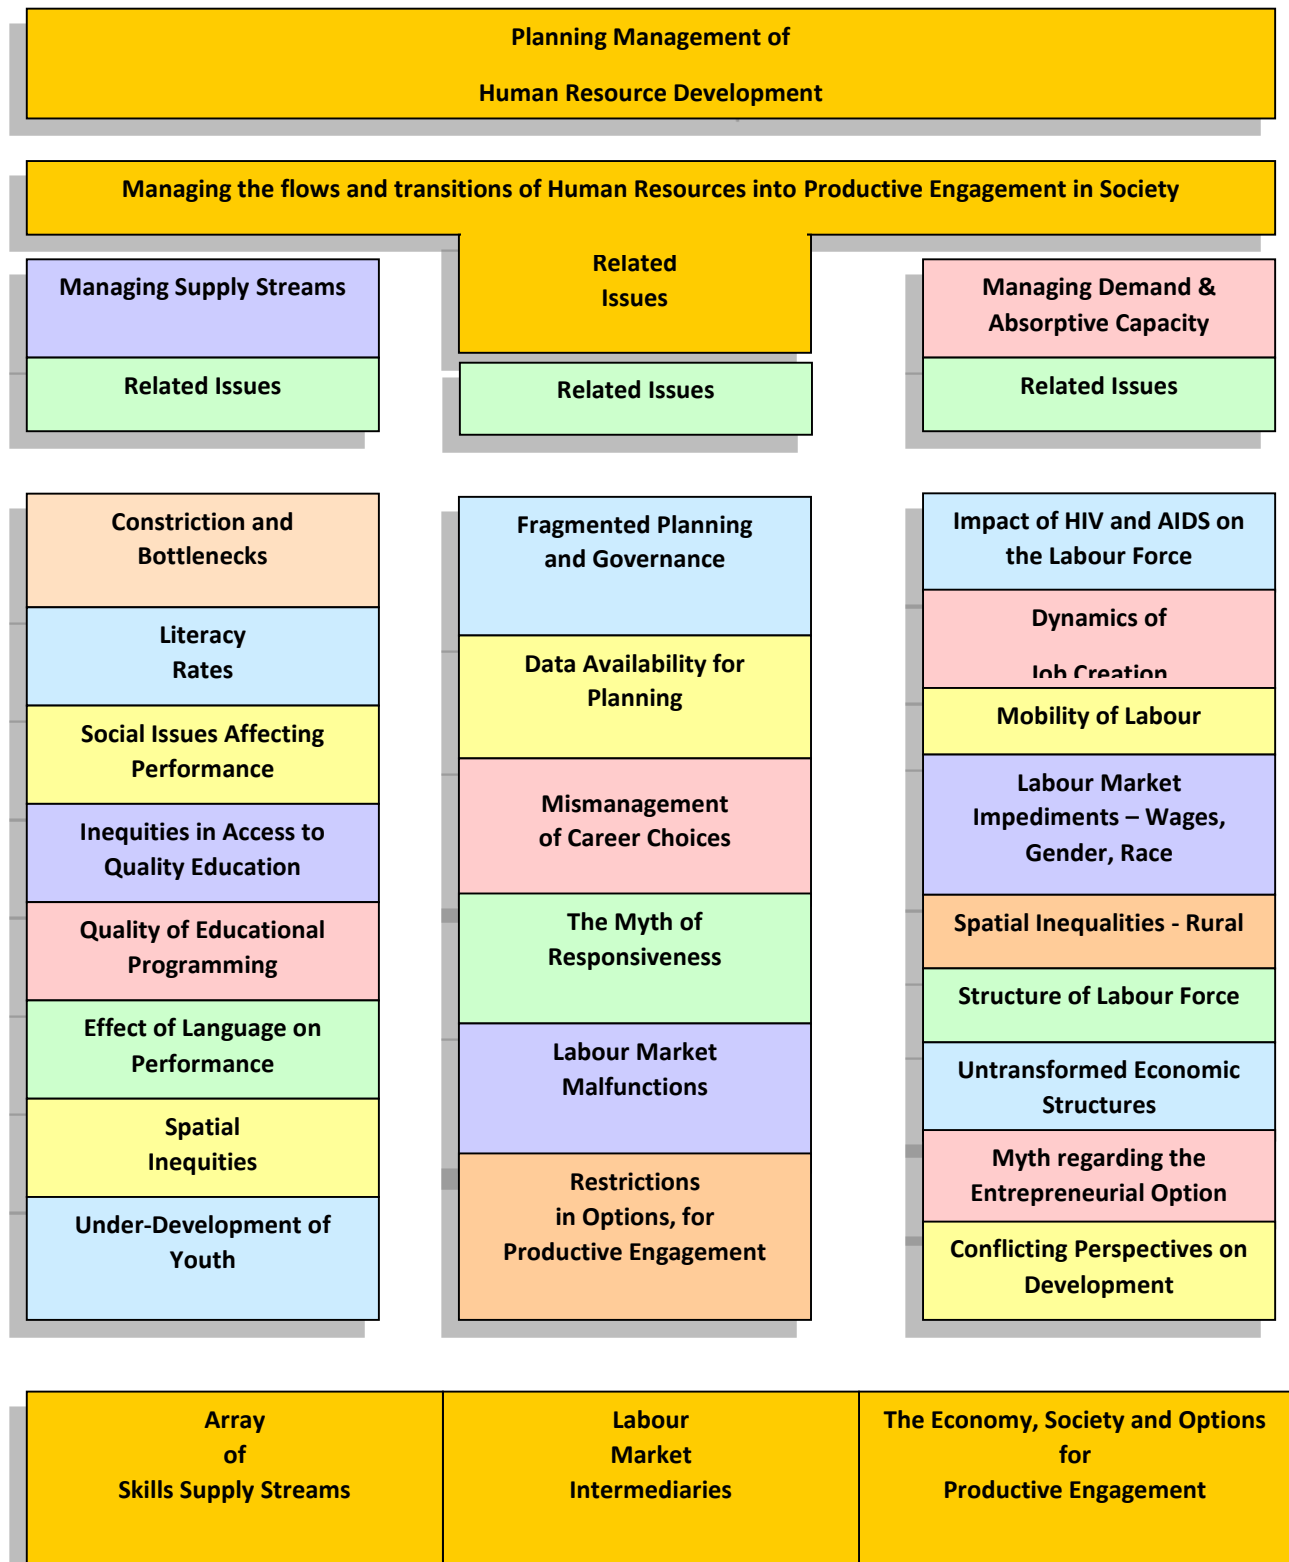 Planning Management of
Human Resource Development
Managing the flows and transitions of Human Resources into Productive Engagement in Society
Managing Supply Streams
Related Issues
Related
Issues
Related Issues
Managing Demand &
Absorptive Capacity
Related Issues
Constriction and
Bottlenecks
Literacy
Rates
Social Issues Affecting
Performance
Inequities in Access to
Quality Education
Quality of Educational
Programming
Effect of Language on
Performance
Spatial
Inequities
Under-Development of
Youth
Fragmented Planning
and Governance
Data Availability for
Planning
Mismanagement
of Career Choices
The Myth of
Responsiveness
Labour Market
Malfunctions
Restrictions
in Options, for
Productive Engagement
Impact of HIV and AIDS on
the Labour Force
Dynamics of
Job Creation
Mobility of Labour
Labour Market
Impediments – Wages,
Gender, Race
Spatial Inequalities - Rural
Structure of Labour Force
Untransformed Economic
Structures
Myth regarding the
Entrepreneurial Option
Conflicting Perspectives on
Development
Array
of
Skills Supply Streams
Labour
Market
Intermediaries
The Economy, Society and Options
for
Productive Engagement